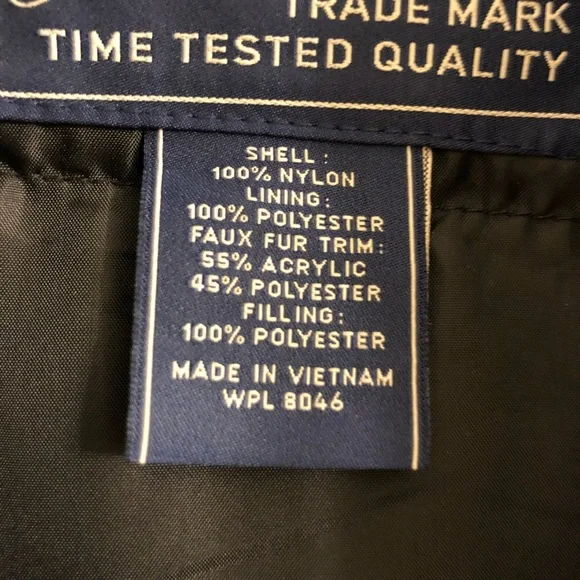 TRADE MARK
TIME TESTED QUALITY
SHELL :
100% NYLON
LINING :
100% POLYESTER
FAUX FUR TRIM :
55% ACRYLIC
45% POLYESTER
FILLING :
100% POLYESTER
MADE IN VIETNAM
WPL 8046